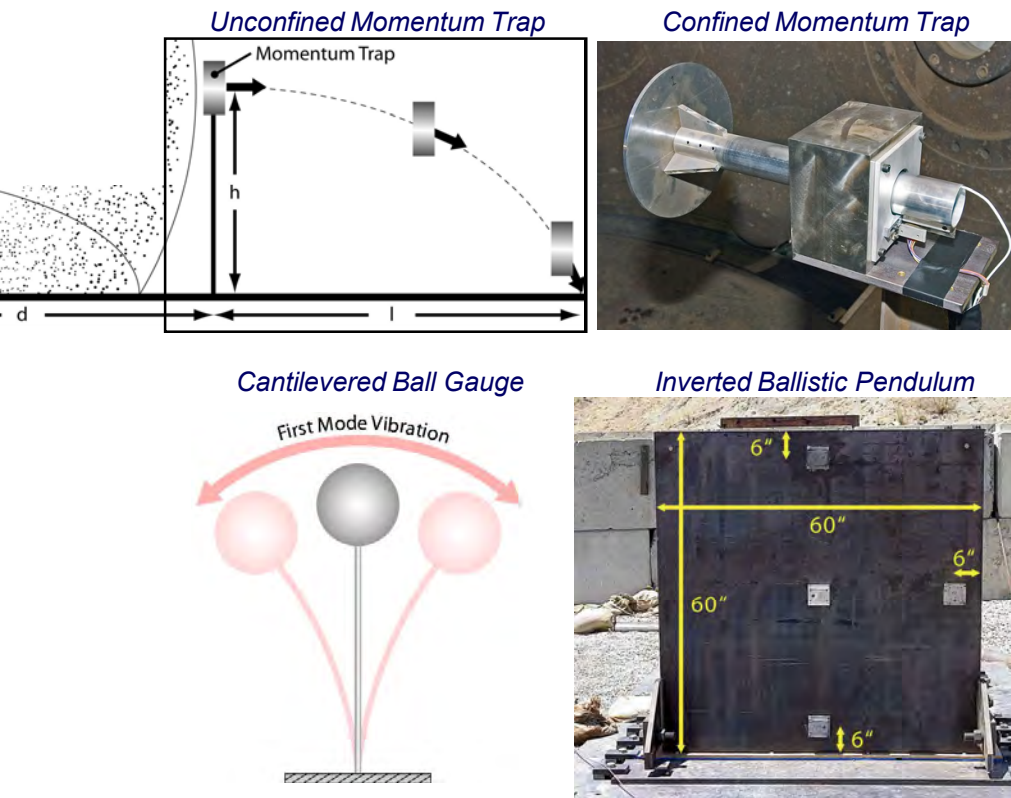 Unconfined Momentum Trap
Confined Momentum Trap
Momentum Trap
h
d
l
Cantilevered Ball Gauge
Inverted Ballistic Pendulum
First Mode Vibration
6“
60“
6“
60“
6“